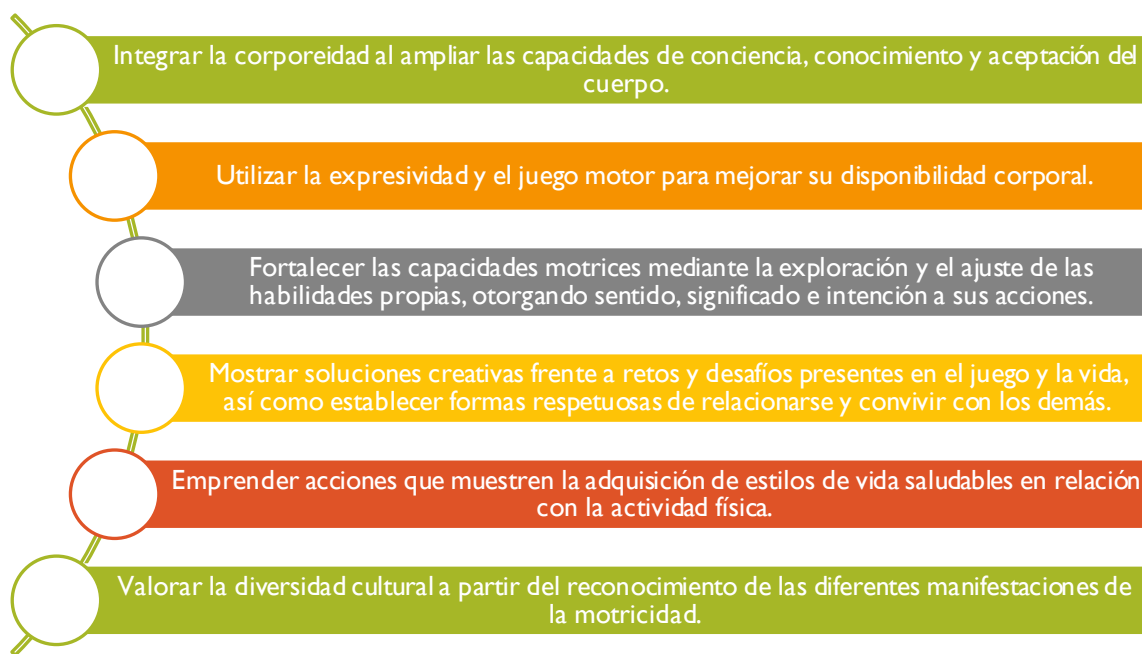 Integrar la corporeidad al ampliar las capacidades de conciencia, conocimiento y aceptación del
cuerpo.
Utilizar la expresividad y el juego motor para mejorar su disponibilidad corporal.
Fortalecer las capacidades motrices mediante la exploración y el ajuste de las
habilidades propias, otorgando sentido, significado e intención a sus acciones.
Mostrar soluciones creativas frente a retos y desafíos presentes en el juego y la vida,
así como establecer formas respetuosas de relacionarse y convivir con los demás.
Emprender acciones que muestren la adquisición de estilos de vida saludables en relación
con la actividad física.
Valorar la diversidad cultural a partir del reconocimiento de las diferentes manifestaciones de
la motricidad.